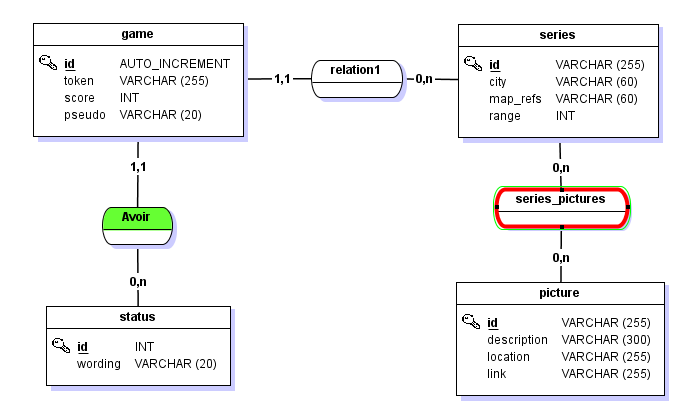 game
id AUTO_INCREMENT
token VARCHAR (255)
score INT
pseudo VARCHAR (20)
1,1
relation1
0,n
series
id VARCHAR (255)
city VARCHAR (60)
map_refs VARCHAR (60)
range INT
1,1
Avoir
0,n
status
id INT
wording VARCHAR (20)
0,n
series_pictures
0,n
picture
id VARCHAR (255)
description VARCHAR (300)
location VARCHAR (255)
link VARCHAR (255)